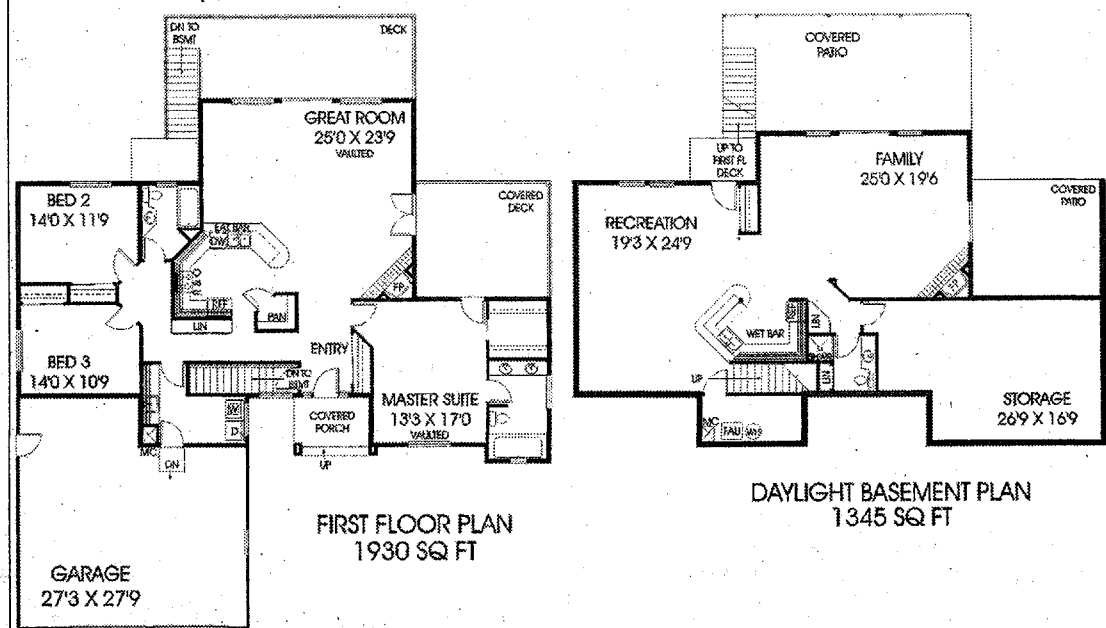 DN TO
BSMT
DECK
GREAT ROOM
25'0 X 23'9
VAULTED
BED 2
14'0 X 11'9
COVERED
DECK
EAT BAR
DW
REF
PAN
FP
LIN
ENTRY
BED 3
14'0 X 10'9
DN TO
BSMT
MASTER SUITE
13'3 X 17'0
VAULTED
COVERED
PORCH
W
D
MC
DN
UP
GARAGE
27'3 X 27'9
FIRST FLOOR PLAN
1930 SQ FT
COVERED
PATIO
UP TO
FIRST FL
DECK
FAMILY
25'0 X 19'6
RECREATION
19'3 X 24'9
COVERED
PATIO
FP
WET BAR
LIN
UP
LIN
MC
FAU
WH
STORAGE
26'9 X 16'9
DAYLIGHT BASEMENT PLAN
1345 SQ FT